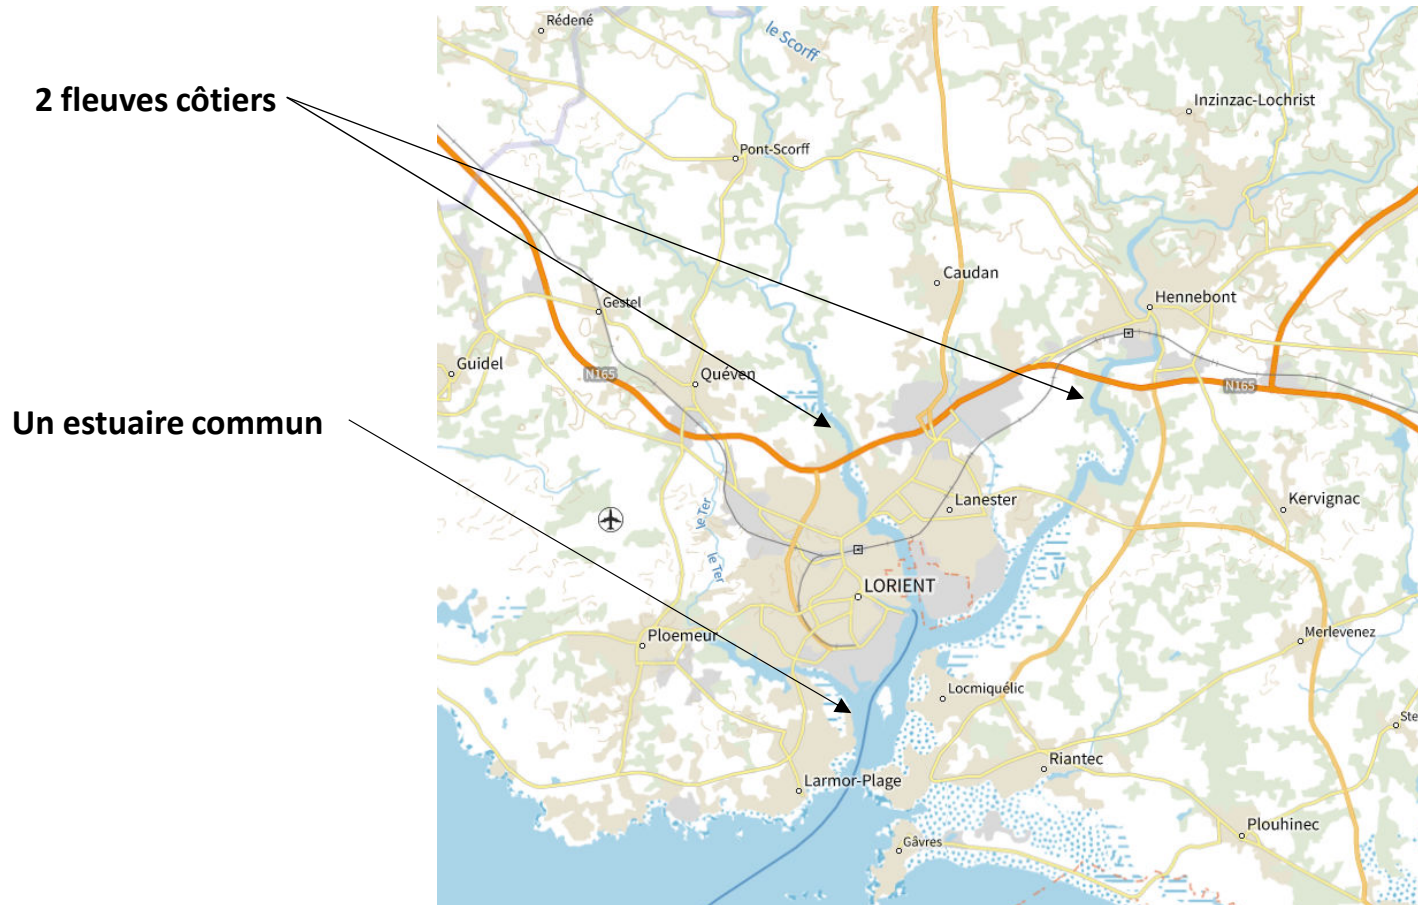 Rédené
le Scorff
2 fleuves côtiers
Inzinzac-Lochrist
Pont-Scorff
Caudan
Hennebont
Gestel
Guidel
N165
Quéven
N165
Un estuaire commun
Lanester
Kervignac
le Ter
le Ter
LORIENT
Ploemeur
Merlevenez
Locmiquélic
Ste
Riantec
Larmor-Plage
Plouhinec
Gâvres